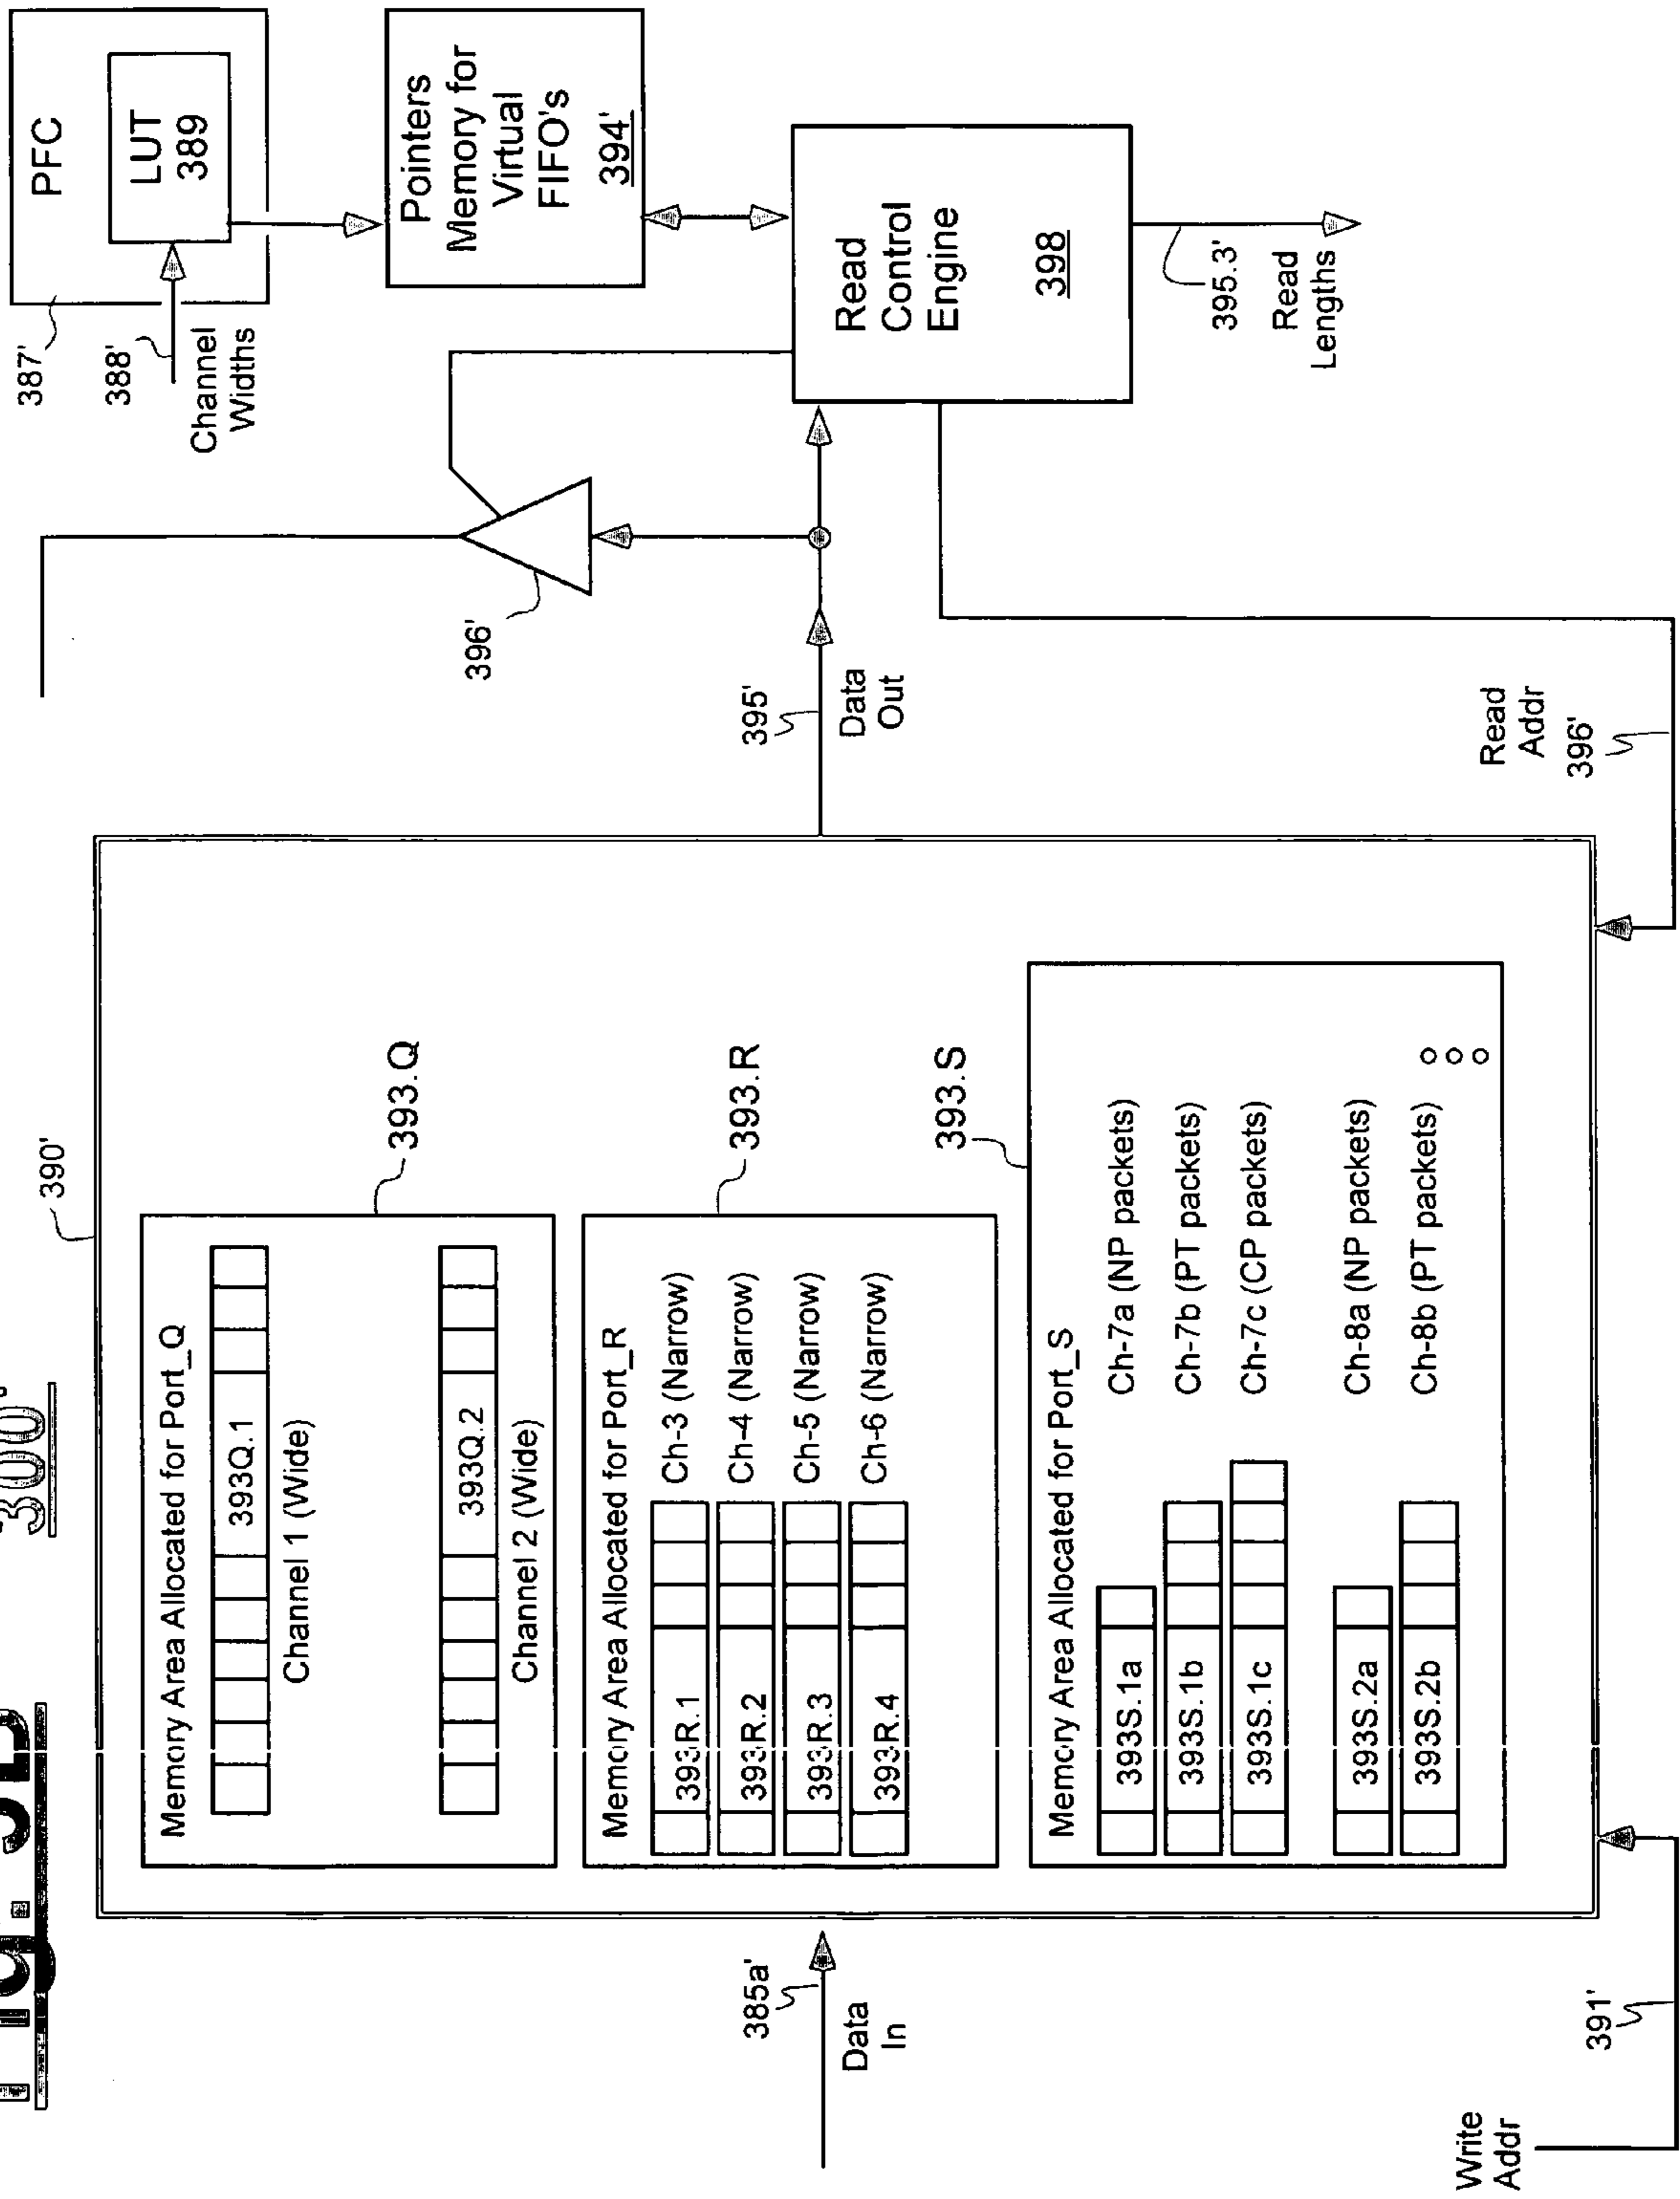 300'
390'
Memory Area Allocated for Port_Q
393Q.1
Channel 1 (Wide)
393Q.2
Channel 2 (Wide)
393.Q
Memory Area Allocated for Port_R
393R.1
Ch-3 (Narrow)
393R.2
Ch-4 (Narrow)
393R.3
Ch-5 (Narrow)
393R.4
Ch-6 (Narrow)
393.R
393.S
Memory Area Allocated for Port_S
393S.1a
Ch-7a (NP packets)
393S.1b
Ch-7b (PT packets)
393S.1c
Ch-7c (CP packets)
393S.2a
Ch-8a (NP packets)
393S.2b
Ch-8b (PT packets)
385a'
Data
In
Write
Addr
391'
395'
Data
Out
396'
Read
Addr
396'
387'
388'
Channel
Widths
PFC
LUT
389
Pointers
Memory for
Virtual
FIFO's
394'
Read
Control
Engine
398
395.3'
Read
Lengths